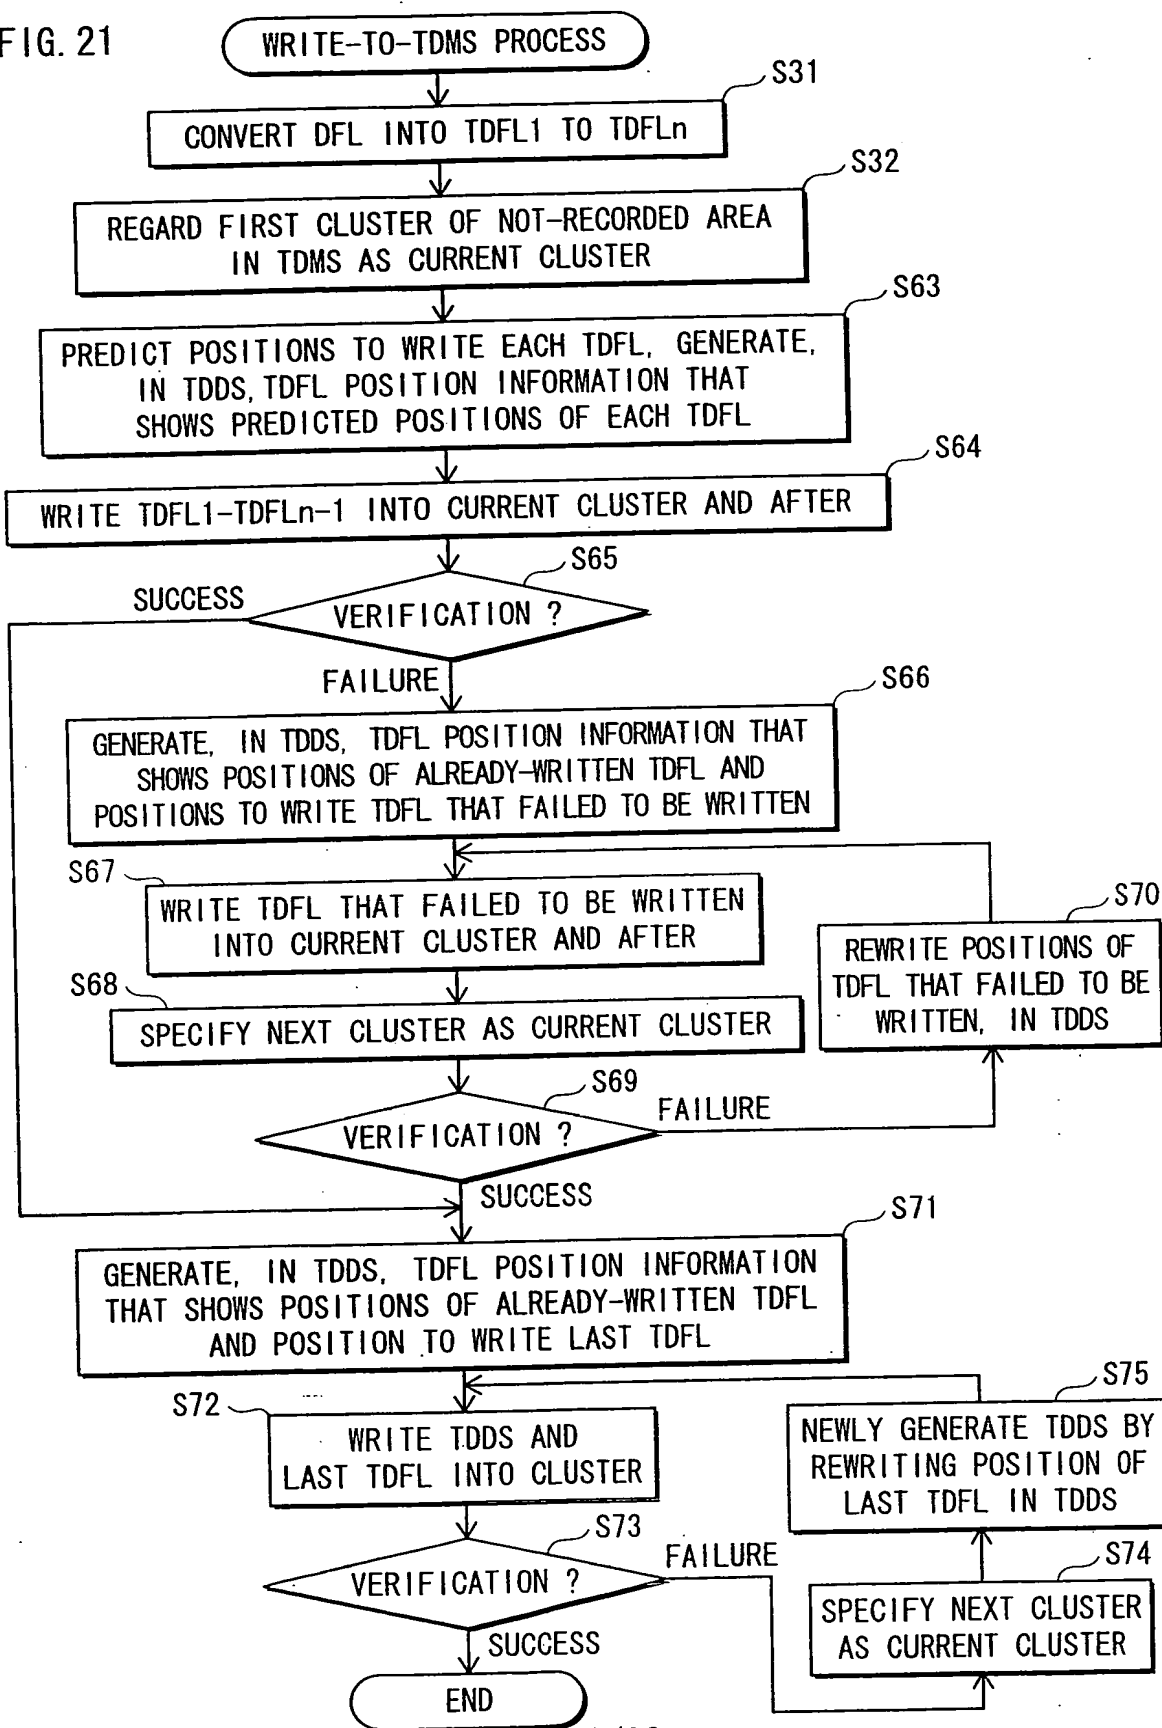 FIG. 21
WRITE-TO-TDMS PROCESS
S31
CONVERT DFL INTO TDFL1 TO TDFLn
S32
REGARD FIRST CLUSTER OF NOT-RECORDED AREA
IN TDMS AS CURRENT CLUSTER
S63
PREDICT POSITIONS TO WRITE EACH TDFL, GENERATE,
IN TDDS, TDFL POSITION INFORMATION THAT
SHOWS PREDICTED POSITIONS OF EACH TDFL
S64
WRITE TDFL1-TDFLn-1 INTO CURRENT CLUSTER AND AFTER
S65
SUCCESS
VERIFICATION ?
FAILURE
S66
GENERATE, IN TDDS, TDFL POSITION INFORMATION THAT
SHOWS POSITIONS OF ALREADY-WRITTEN TDFL AND
POSITIONS TO WRITE TDFL THAT FAILED TO BE WRITTEN
S67
WRITE TDFL THAT FAILED TO BE WRITTEN
INTO CURRENT CLUSTER AND AFTER
S70
REWRITE POSITIONS OF
TDFL THAT FAILED TO BE
WRITTEN, IN TDDS
S68
SPECIFY NEXT CLUSTER AS CURRENT CLUSTER
S69
VERIFICATION ?
FAILURE
SUCCESS
S71
GENERATE, IN TDDS, TDFL POSITION INFORMATION
THAT SHOWS POSITIONS OF ALREADY-WRITTEN TDFL
AND POSITION TO WRITE LAST TDFL
S72
WRITE TDDS AND
LAST TDFL INTO CLUSTER
S75
NEWLY GENERATE TDDS BY
REWRITING POSITION OF
LAST TDFL IN TDDS
S73
VERIFICATION ?
FAILURE
S74
SPECIFY NEXT CLUSTER
AS CURRENT CLUSTER
SUCCESS
END